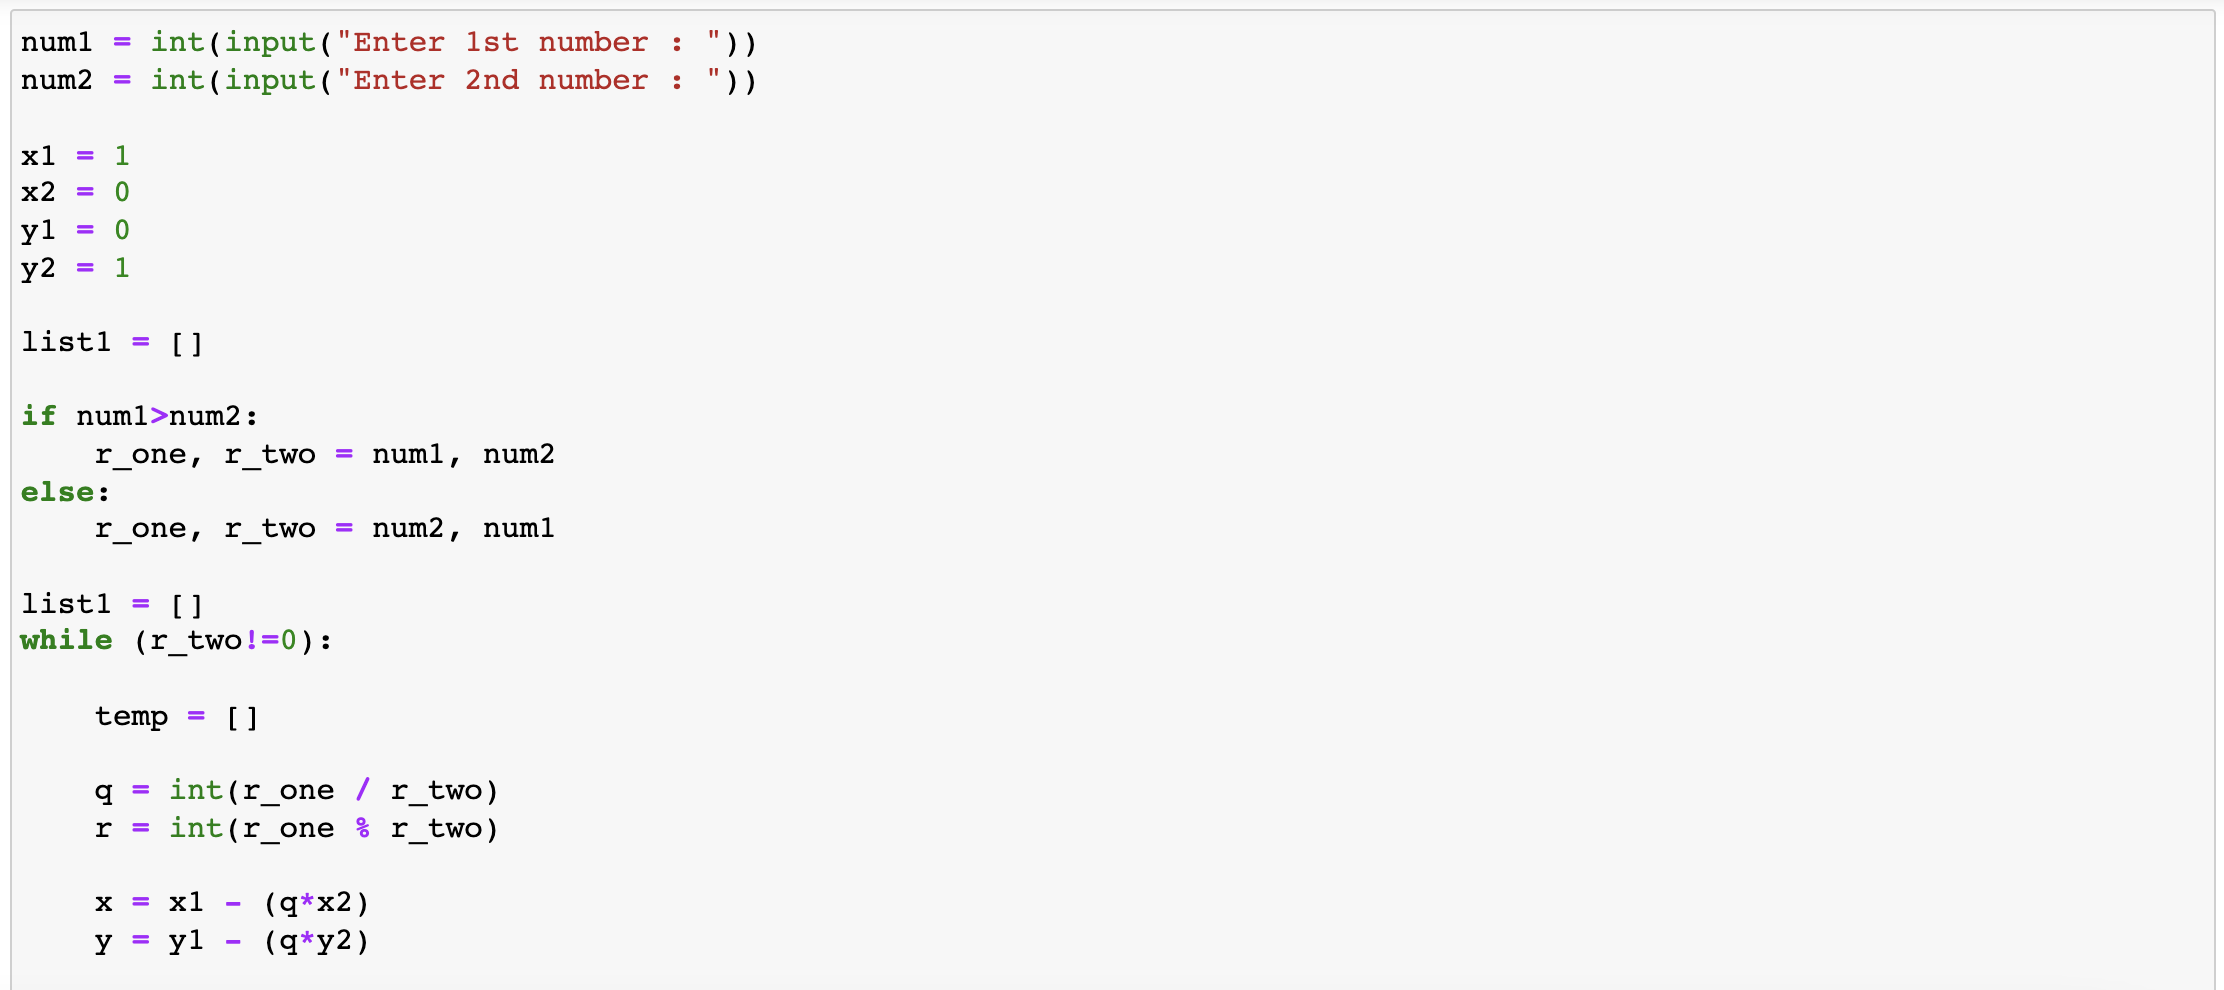 num1 = int(input("Enter 1st number : "))
num2 = int(input("Enter 2nd number : "))

x1 = 1
x2 = 0
y1 = 0
y2 = 1

list1 = []

if num1>num2:
    r_one, r_two = num1, num2
else:
    r_one, r_two = num2, num1

list1 = []
while (r_two!=0):

    temp = []

    q = int(r_one / r_two)
    r = int(r_one % r_two)

    x = x1 - (q*x2)
    y = y1 - (q*y2)